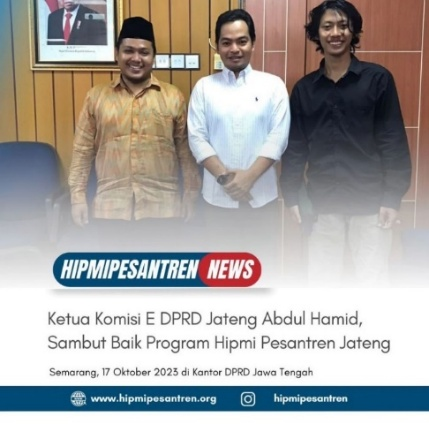 HIPMIPESANTREN NEWS
Ketua Komisi E DPRD Jateng Abdul Hamid,
Sambut Baik Program Hipmi Pesantren Jateng
Semarang, 17 Oktober 2023 di Kantor DPRD Jawa Tengah
www.hipmipesantren.org hipmipesantren